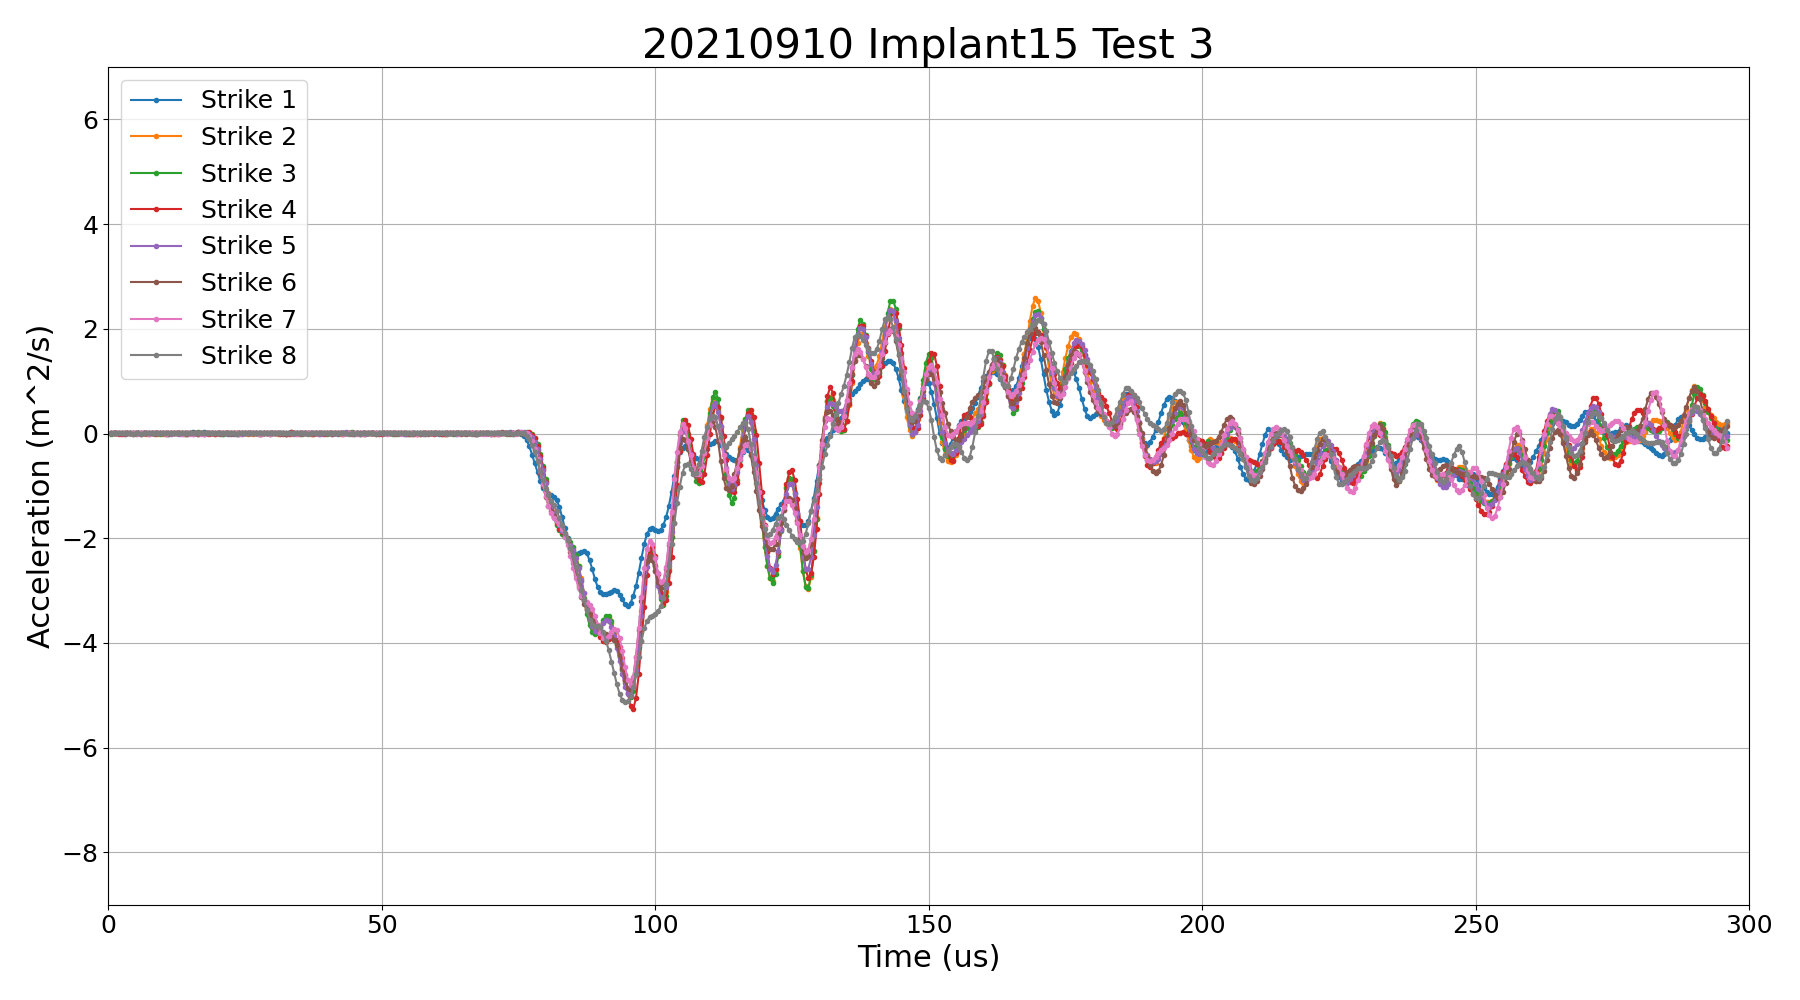 20210910 Implant15 Test 3
Strike 1
Strike 2
Strike 3
Strike 4
Strike 5
Strike 6
Strike 7
Strike 8
Acceleration (m^2/s)
6
4
2
0
−2
−4
−6
−8
0 50 100 150 200 250 300
Time (us)